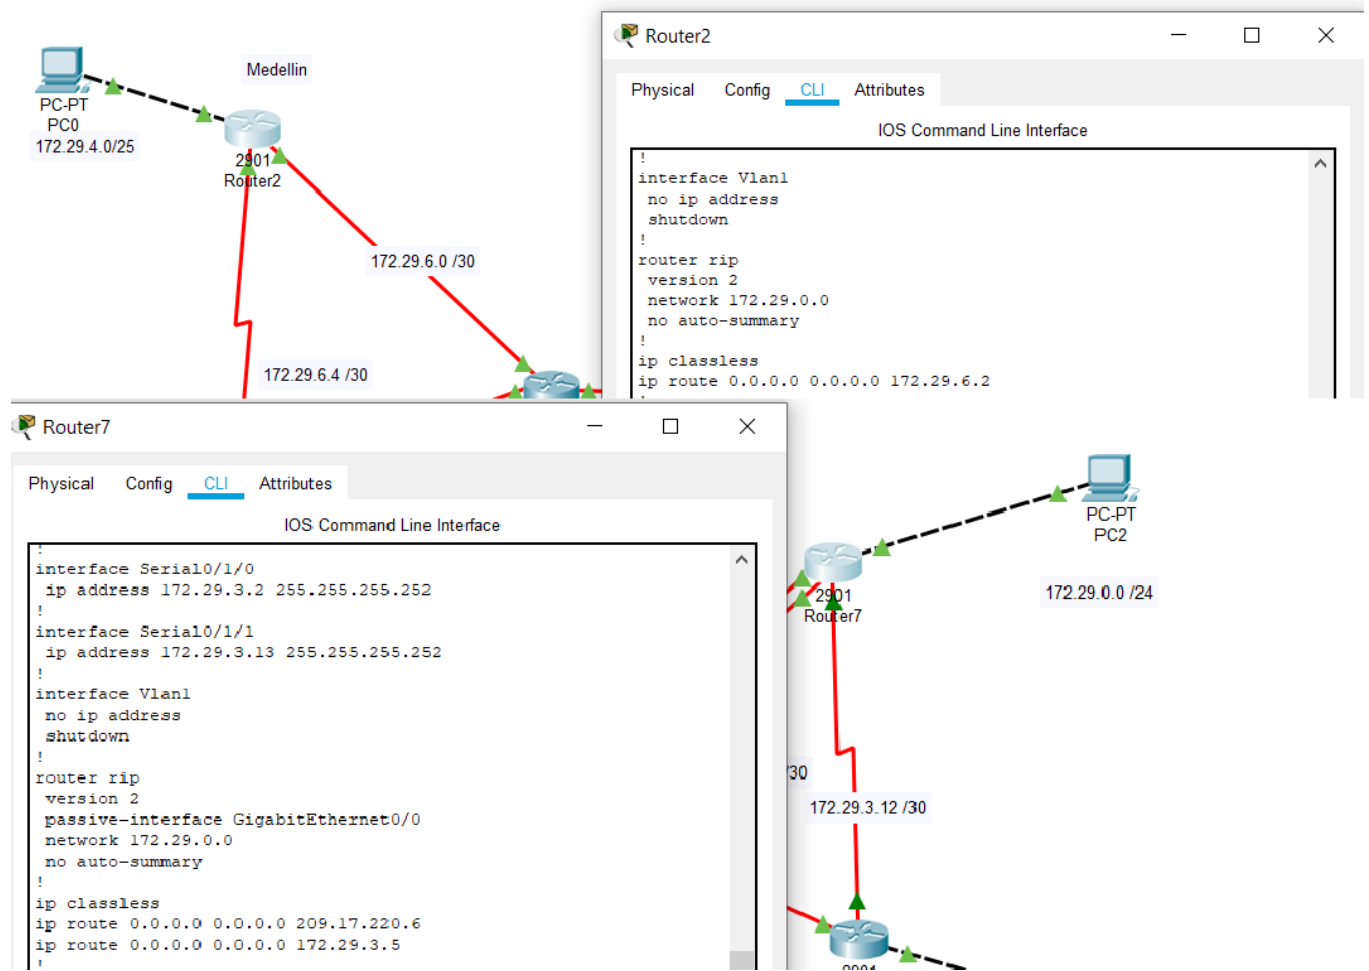 Medellin
PC-PT
PC0
172.29.4.0/25
2901
Router2
172.29.6.0 /30
172.29.6.4 /30
Router2
Physical Config CLI Attributes
IOS Command Line Interface
!
interface Vlan1
no ip address
shutdown
!
router rip
version 2
network 172.29.0.0
no auto-summary
!
ip classless
ip route 0.0.0.0 0.0.0.0 172.29.6.2
Router7
Physical Config CLI Attributes
IOS Command Line Interface
!
interface Serial0/1/0
ip address 172.29.3.2 255.255.255.252
!
interface Serial0/1/1
ip address 172.29.3.13 255.255.255.252
!
interface Vlan1
no ip address
shutdown
!
router rip
version 2
passive-interface GigabitEthernet0/0
network 172.29.0.0
no auto-summary
!
ip classless
ip route 0.0.0.0 0.0.0.0 209.17.220.6
ip route 0.0.0.0 0.0.0.0 172.29.3.5
!
PC-PT
PC2
172.29.0.0 /24
2901
Router7
/30
172.29.3.12 /30